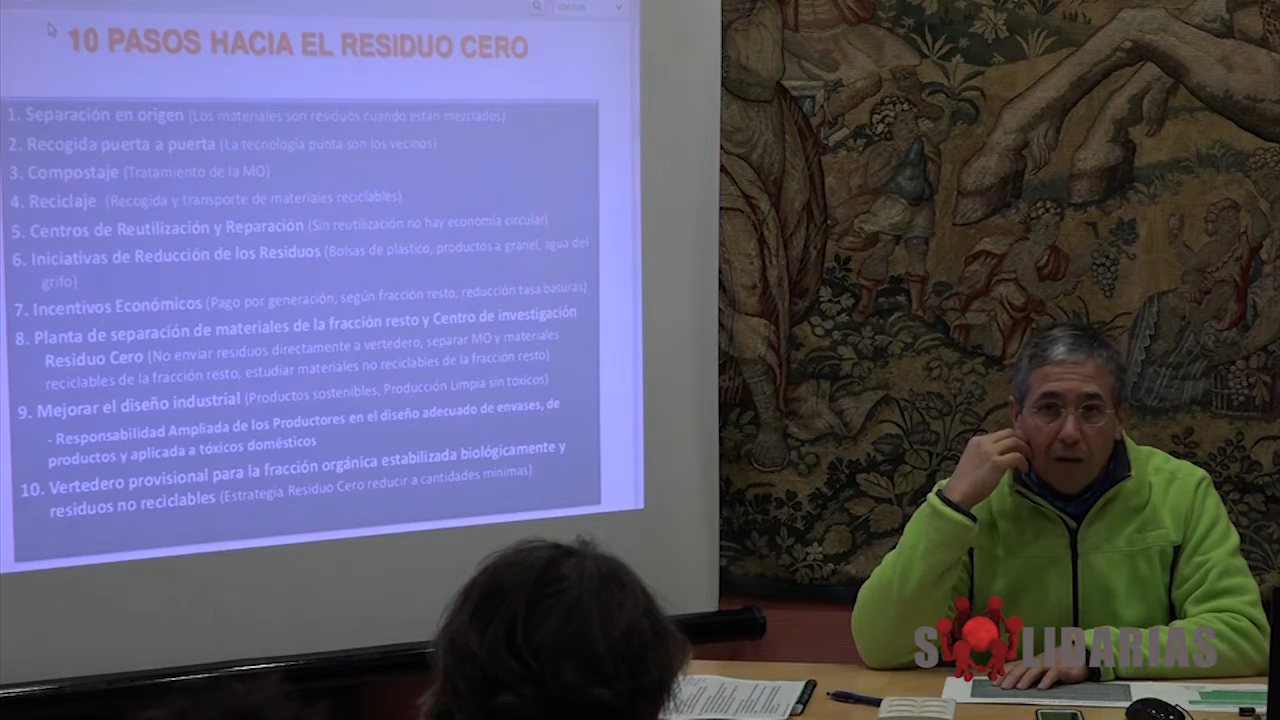 10 PASOS HACIA EL RESIDUO CERO
1. Separación en origen (Los materiales son residuos cuando estan mezclados)
2. Recogida puerta a puerta (La tecnología punta son los vecinos)
3. Compostaje (Tratamiento de la MO)
4. Reciclaje (Recogida y transporte de materiales reciclables)
5. Centros de Reutilización y Reparación (Sin reutilización no hay economía circular)
6. Iniciativas de Reducción de los Residuos (Bolsas de plástico, productos a granel, agua del
grifo)
7. Incentivos Económicos (Pago por generación, según fracción resto; reducción tasa basuras)
8. Planta de separación de materiales de la fracción resto y Centro de investigación
Residuo Cero (No enviar residuos directamente a vertedero, separar MO y materiales
reciclables de la fracción resto, estudiar materiales no reciclables de la fracción resto)
9. Mejorar el diseño industrial (Productos sostenibles, Producción Limpia sin tóxicos)
- Responsabilidad Ampliada de los Productores en el diseño adecuado de envases, de
productos y aplicada a tóxicos domésticos
10. Vertedero provisional para la fracción orgánica estabilizada biológicamente y
residuos no reciclables (Estrategia Residuo Cero reducir a cantidades mínimas)
SOLIDARIAS